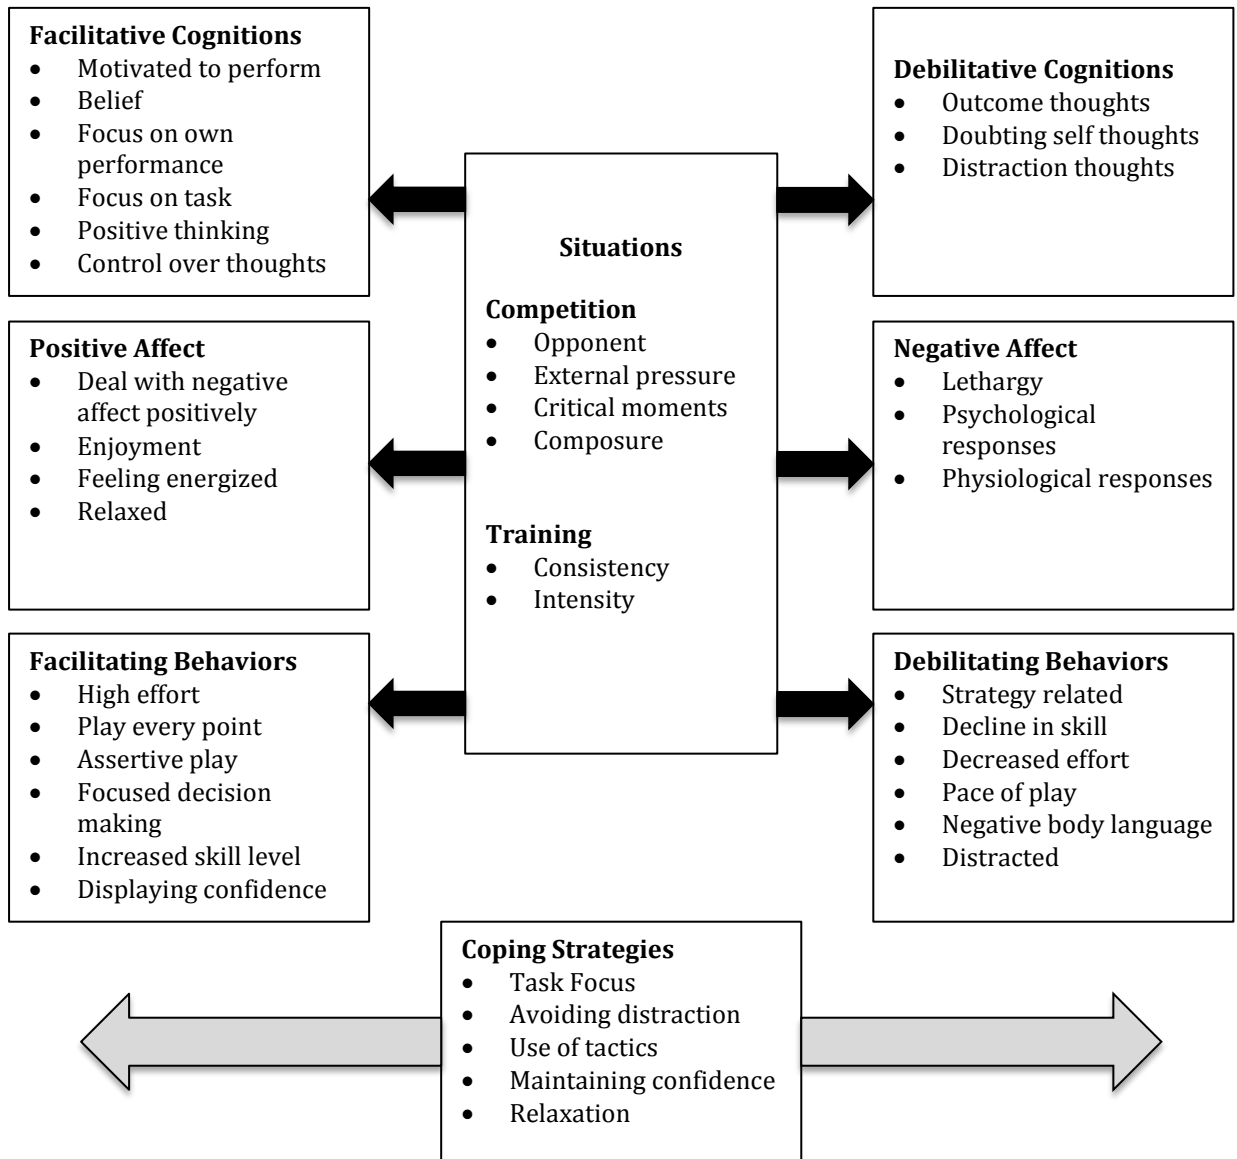 Facilitative Cognitions
• Motivated to perform
• Belief
• Focus on own
performance
• Focus on task
• Positive thinking
• Control over thoughts
Positive Affect
• Deal with negative
affect positively
• Enjoyment
• Feeling energized
• Relaxed
Facilitating Behaviors
• High effort
• Play every point
• Assertive play
• Focused decision
making
• Increased skill level
• Displaying confidence
Situations
Competition
• Opponent
• External pressure
• Critical moments
• Composure
Training
• Consistency
• Intensity
Debilitative Cognitions
• Outcome thoughts
• Doubting self thoughts
• Distraction thoughts
Negative Affect
• Lethargy
• Psychological
responses
• Physiological responses
Debilitating Behaviors
• Strategy related
• Decline in skill
• Decreased effort
• Pace of play
• Negative body language
• Distracted
Coping Strategies
• Task Focus
• Avoiding distraction
• Use of tactics
• Maintaining confidence
• Relaxation